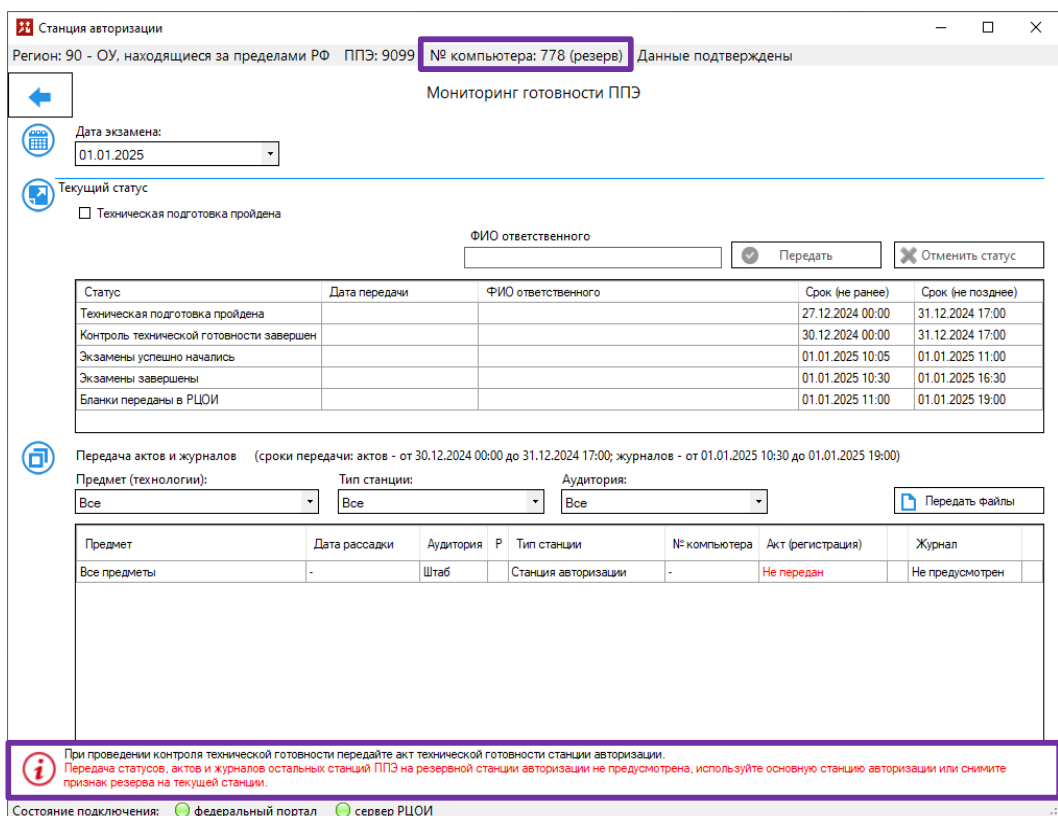 Станция авторизации
Регион: 90 - ОУ, находящиеся за пределами РФ ППЭ: 9099 № компьютера: 778 (резерв) Данные подтверждены
Мониторинг готовности ППЭ
Дата экзамена:
01.01.2025
Текущий статус
Техническая подготовка пройдена
ФИО ответственного
Передать Отменить статус
Статус Дата передачи ФИО ответственного Срок (не ранее) Срок (не позднее)
Техническая подготовка пройдена 27.12.2024 00:00 31.12.2024 17:00
Контроль технической готовности завершен 30.12.2024 00:00 31.12.2024 17:00
Экзамены успешно начались 01.01.2025 10:05 01.01.2025 11:00
Экзамены завершены 01.01.2025 10:30 01.01.2025 16:30
Бланки переданы в РЦОИ 01.01.2025 11:00 01.01.2025 19:00
Передача актов и журналов (сроки передачи: актов - от 30.12.2024 00:00 до 31.12.2024 17:00; журналов - от 01.01.2025 10:30 до 01.01.2025 19:00)
Предмет (технологии): Тип станции: Аудитория:
Все Все Все Передать файлы
Предмет Дата рассадки Аудитория Р Тип станции № компьютера Акт (регистрация) Журнал
Все предметы - Штаб Станция авторизации - Не передан Не предусмотрен
При проведении контроля технической готовности передайте акт технической готовности станции авторизации.
Передача статусов, актов и журналов остальных станций ППЭ на резервной станции авторизации не предусмотрена, используйте основную станцию авторизации или снимите
признак резерва на текущей станции.
Состояние подключения: федеральный портал сервер РЦОИ